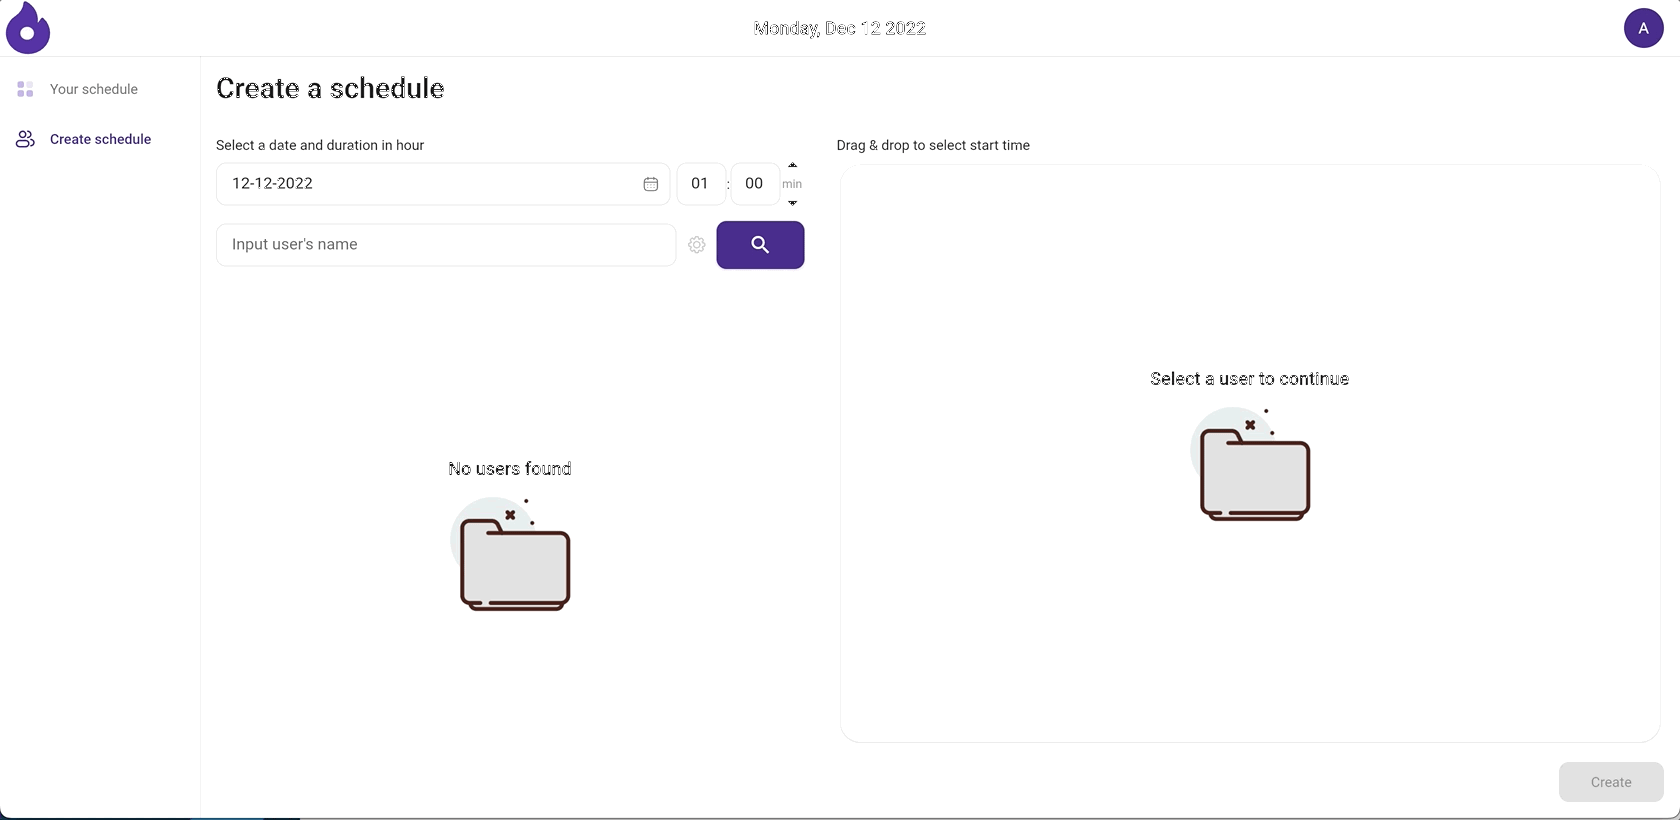 Monday, Dec 12 2022
A
Your schedule
Create schedule
Create a schedule
Select a date and duration in hour
12-12-2022
01 : 00 min
Input user's name
No users found
Drag & drop to select start time
Select a user to continue
Create